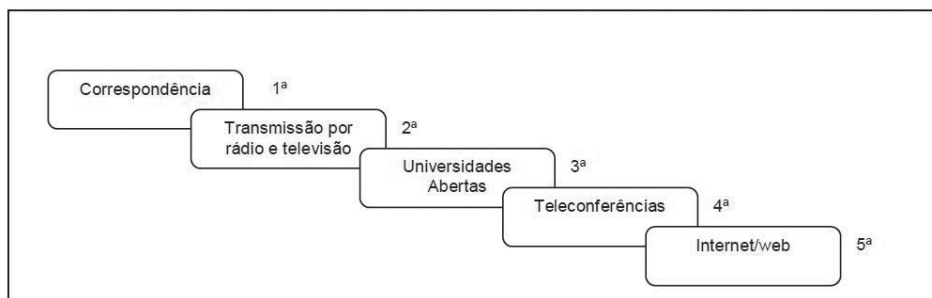 Correspondência
1ª
Transmissão por
rádio e televisão
2ª
Universidades
Abertas
3ª
Teleconferências
4ª
Internet/web
5ª